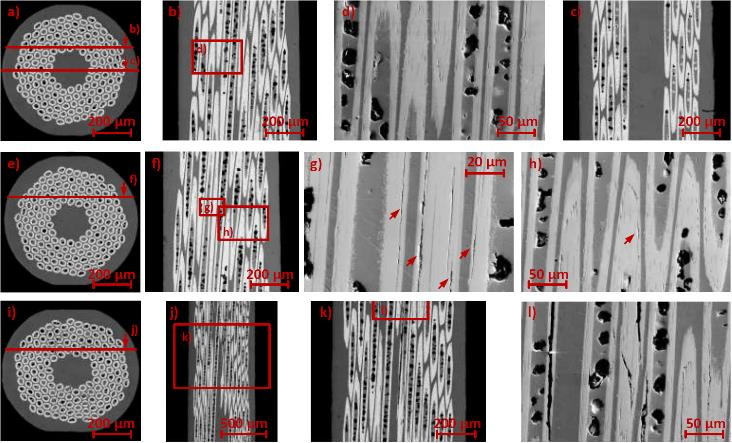 a)
b)
c)
200 µm
b)
d)
200 µm
d)
50 µm
c)
200 µm
e)
f)
200 µm
f)
g)
h)
200 µm
g)
20 µm
h)
50 µm
i)
j)
200 µm
j)
k)
500 µm
k)
200 µm
l)
50 µm